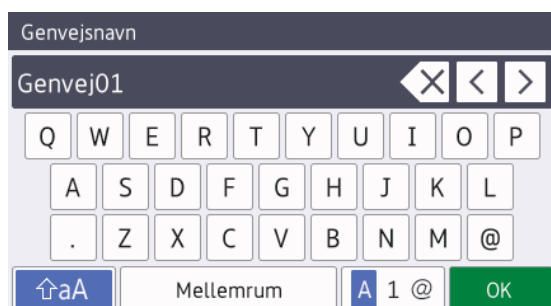 Genvejsnavn
Genvej01
Q W E R T Y U I O P
A S D F G H J K L
. Z X C V B N M @
aA Mellemrum A 1 @ OK